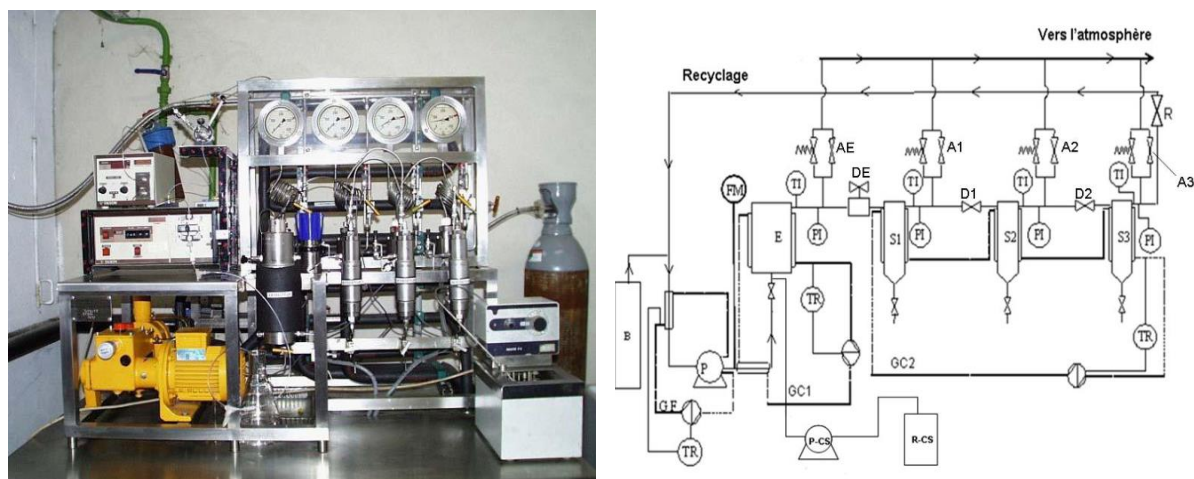 Vers l'atmosphère
Recyclage
R
AE
A1
A2
A3
DE
TI
TI
TI
TI
FM
D1
D2
E
S1
S2
S3
PI
PI
PI
PI
B
TR
TR
P
GC2
GC1
GF
TR
P-CS
R-CS